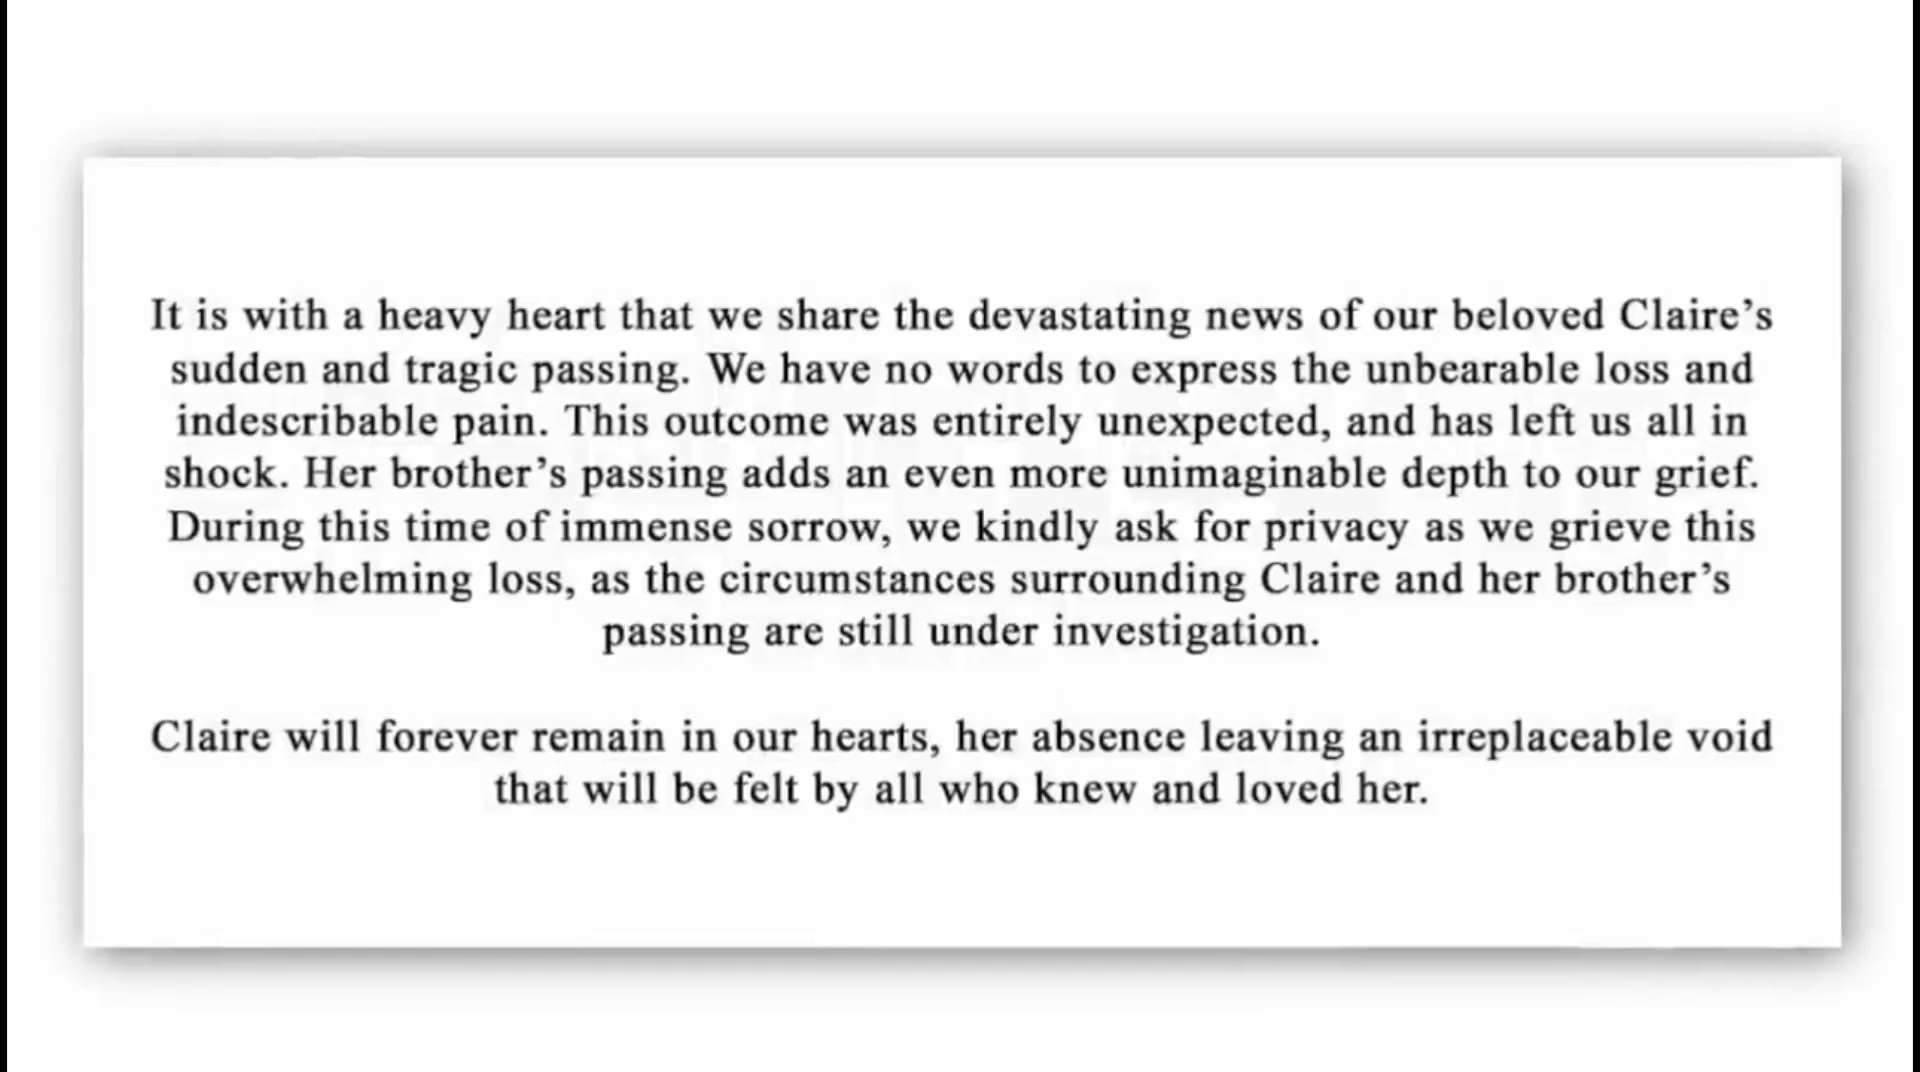 It is with a heavy heart that we share the devastating news of our beloved Claire’s
sudden and tragic passing. We have no words to express the unbearable loss and
indescribable pain. This outcome was entirely unexpected, and has left us all in
shock. Her brother’s passing adds an even more unimaginable depth to our grief.
During this time of immense sorrow, we kindly ask for privacy as we grieve this
overwhelming loss, as the circumstances surrounding Claire and her brother’s
passing are still under investigation.
Claire will forever remain in our hearts, her absence leaving an irreplaceable void
that will be felt by all who knew and loved her.